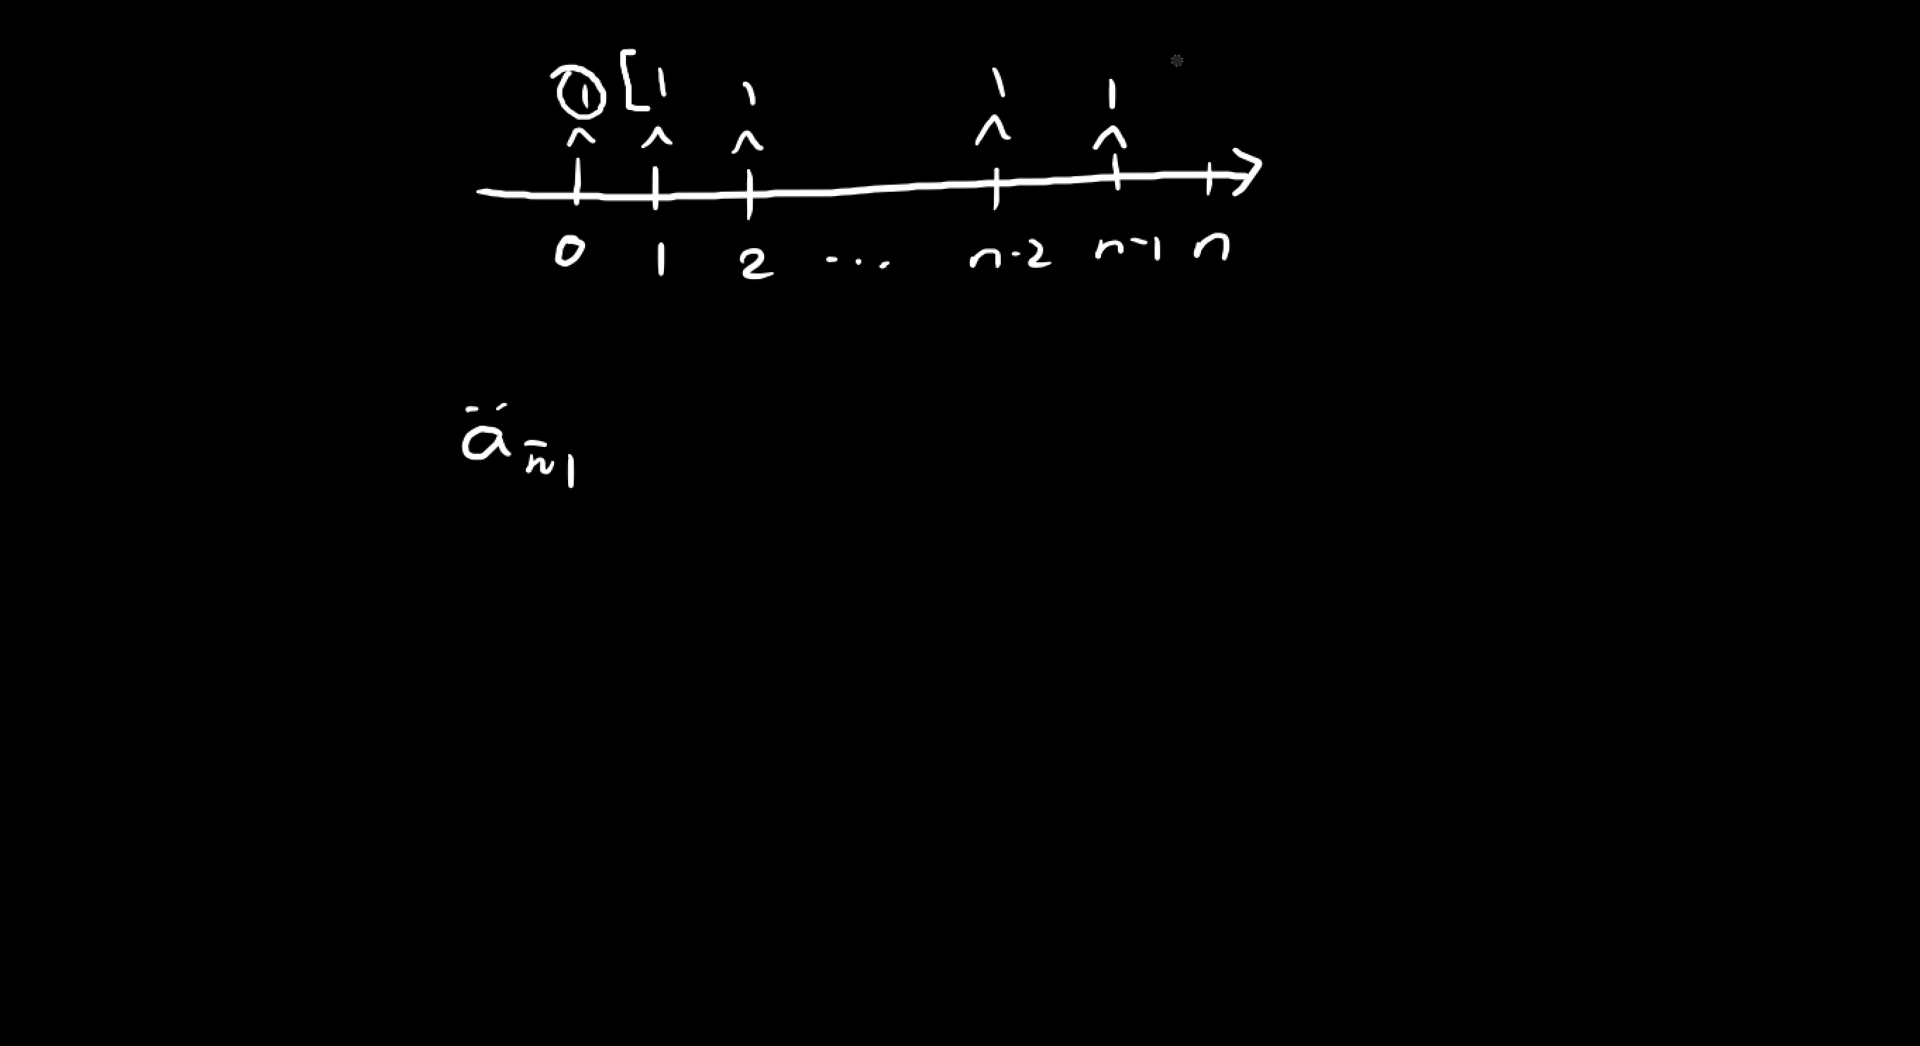 ① [ 1 1 1 1
^ ^ ^ ^ ^
0 1 2 ... n-2 n-1 n
ä n̅|